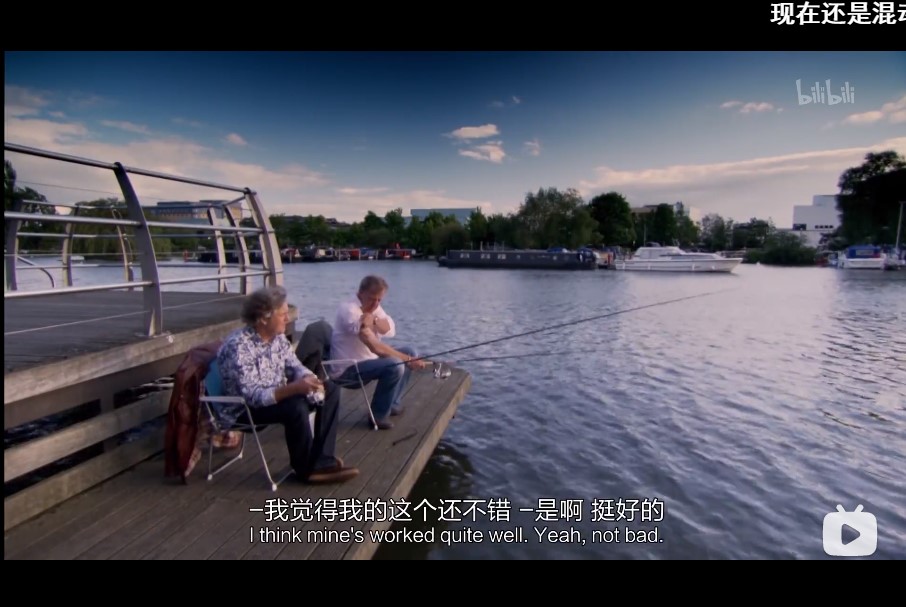 现在还是混动
bilibili
–我觉得我的这个还不错 –是啊 挺好的
I think mine's worked quite well. Yeah, not bad.